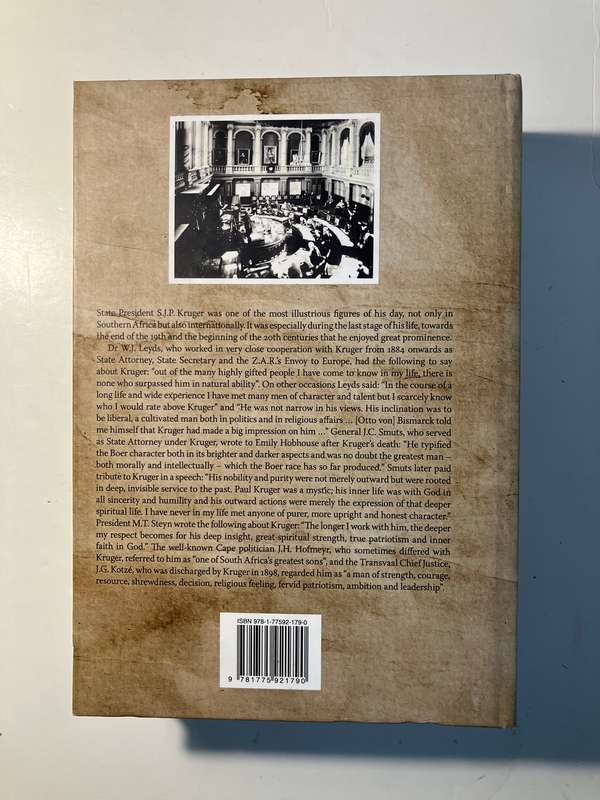 State President S.J.P. Kruger was one of the most illustrious figures of his day, not only in
Southern Africa but also internationally. It was especially during the last stage of his life, towards
the end of the 19th and the beginning of the 20th centuries that he enjoyed great prominence.
Dr W.J. Leyds, who worked in very close cooperation with Kruger from 1884 onwards as
State Attorney, State Secretary and the Z.A.R.'s Envoy to Europe, had the following to say
about Kruger: "out of the many highly gifted people I have come to know in my life, there is
none who surpassed him in natural ability". On other occasions Leyds said: "In the course of a
long life and wide experience I have met many men of character and talent but I scarcely know
who I would rate above Kruger" and "He was not narrow in his views. His inclination was to
be liberal, a cultivated man both in politics and in religious affairs ... [Otto von] Bismarck told
me himself that Kruger had made a big impression on him ..." General J.C. Smuts, who served
as State Attorney under Kruger, wrote to Emily Hobhouse after Kruger's death: "He typified
the Boer character both in its brighter and darker aspects and was no doubt the greatest man –
both morally and intellectually – which the Boer race has so far produced." Smuts later paid
tribute to Kruger in a speech: "His nobility and purity were not merely outward but were rooted
in deep, invisible service to the past. Paul Kruger was a mystic; his inner life was with God in
all sincerity and humility and his outward actions were merely the expression of that deeper
spiritual life. I have never in my life met anyone of purer, more upright and honest character."
President M.T. Steyn wrote the following about Kruger: "The longer I work with him, the deeper
my respect becomes for his deep insight, great spiritual strength, true patriotism and inner
faith in God." The well-known Cape politician J.H. Hofmeyr, who sometimes differed with
Kruger, referred to him as "one of South Africa's greatest sons", and the Transvaal Chief Justice,
J.G. Kotzé, who was discharged by Kruger in 1898, regarded him as "a man of strength, courage,
resource, shrewdness, decision, religious feeling, fervid patriotism, ambition and leadership".
ISBN 978-1-77592-179-0
9 781775 921790